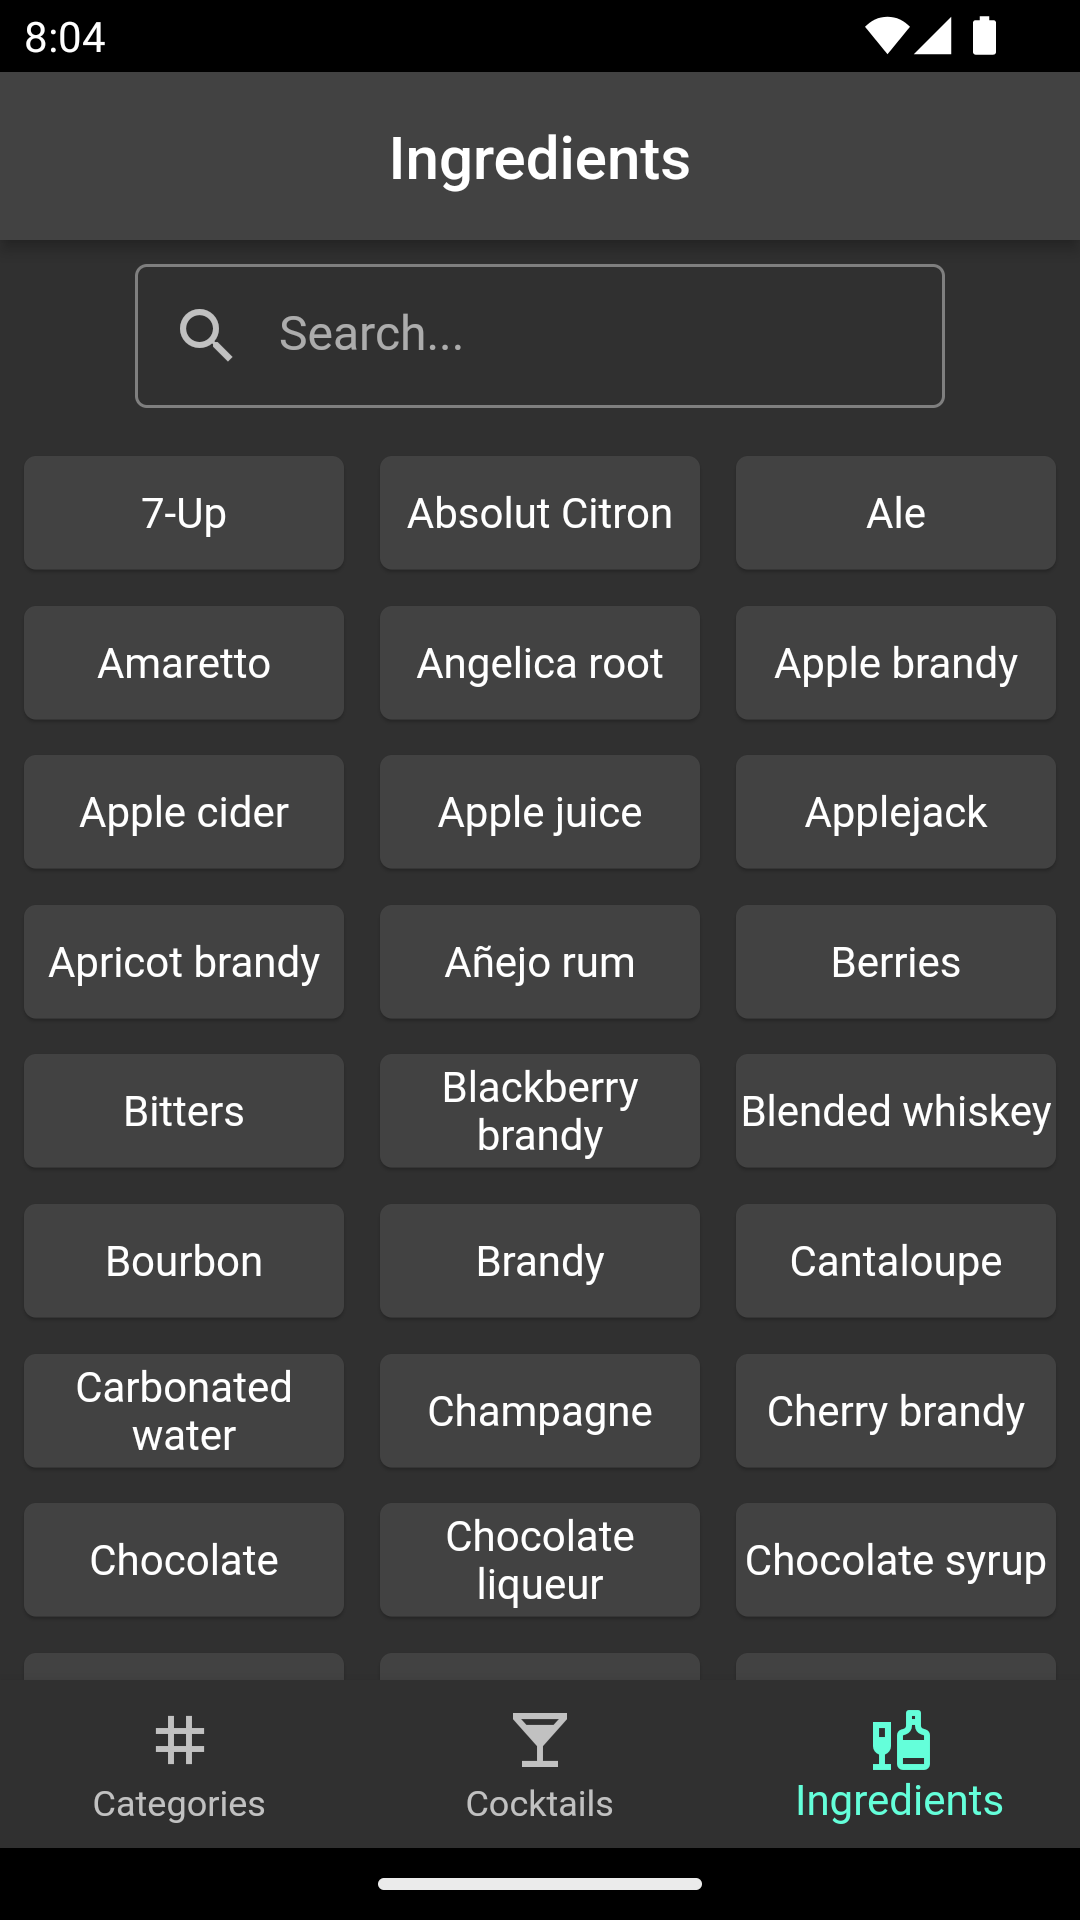 8:04
Ingredients
Search...
7-Up
Absolut Citron
Ale
Amaretto
Angelica root
Apple brandy
Apple cider
Apple juice
Applejack
Apricot brandy
Añejo rum
Berries
Bitters
Blackberry
brandy
Blended whiskey
Bourbon
Brandy
Cantaloupe
Carbonated
water
Champagne
Cherry brandy
Chocolate
Chocolate
liqueur
Chocolate syrup
Categories
Cocktails
Ingredients